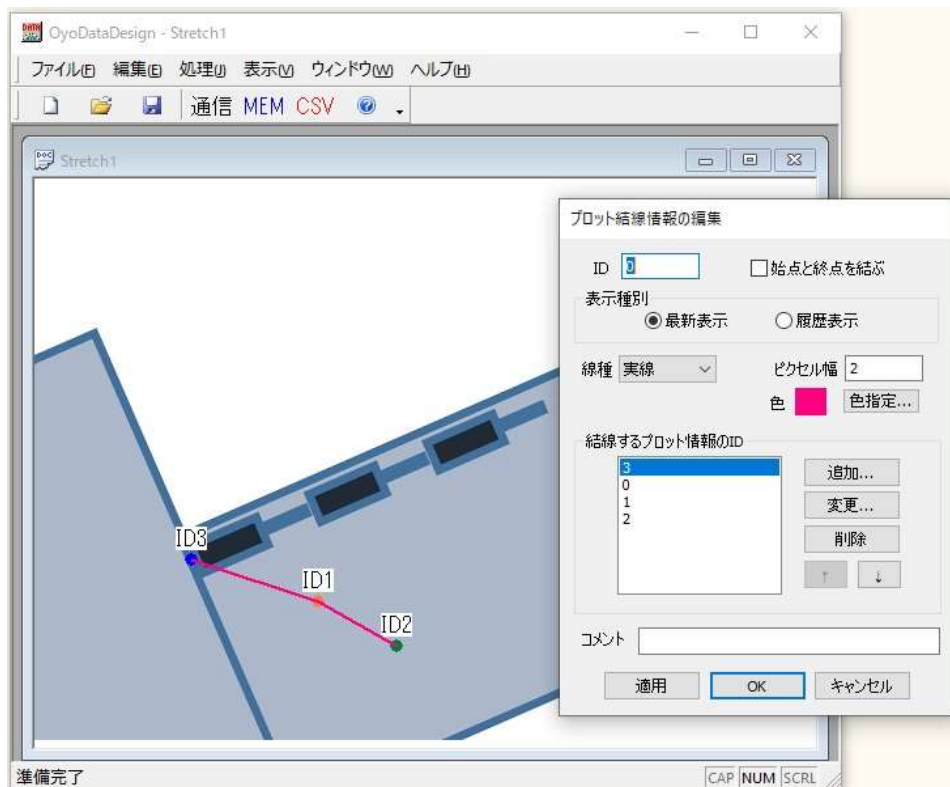 OyoDataDesign - Stretch1
ファイル(F) 編集(E) 処理(J) 表示(V) ウィンドウ(W) ヘルプ(H)
通信 MEM CSV
Stretch1
プロット結線情報の編集
ID 0 始点と終点を結ぶ
表示種別
最新表示 履歴表示
線種 実線 ピクセル幅 2
色 色指定...
結線するプロット情報のID
3
0
1
2
追加...
変更...
削除
↑ ↓
コメント
適用 OK キャンセル
ID3
ID1
ID2
準備完了 CAP NUM SCRL